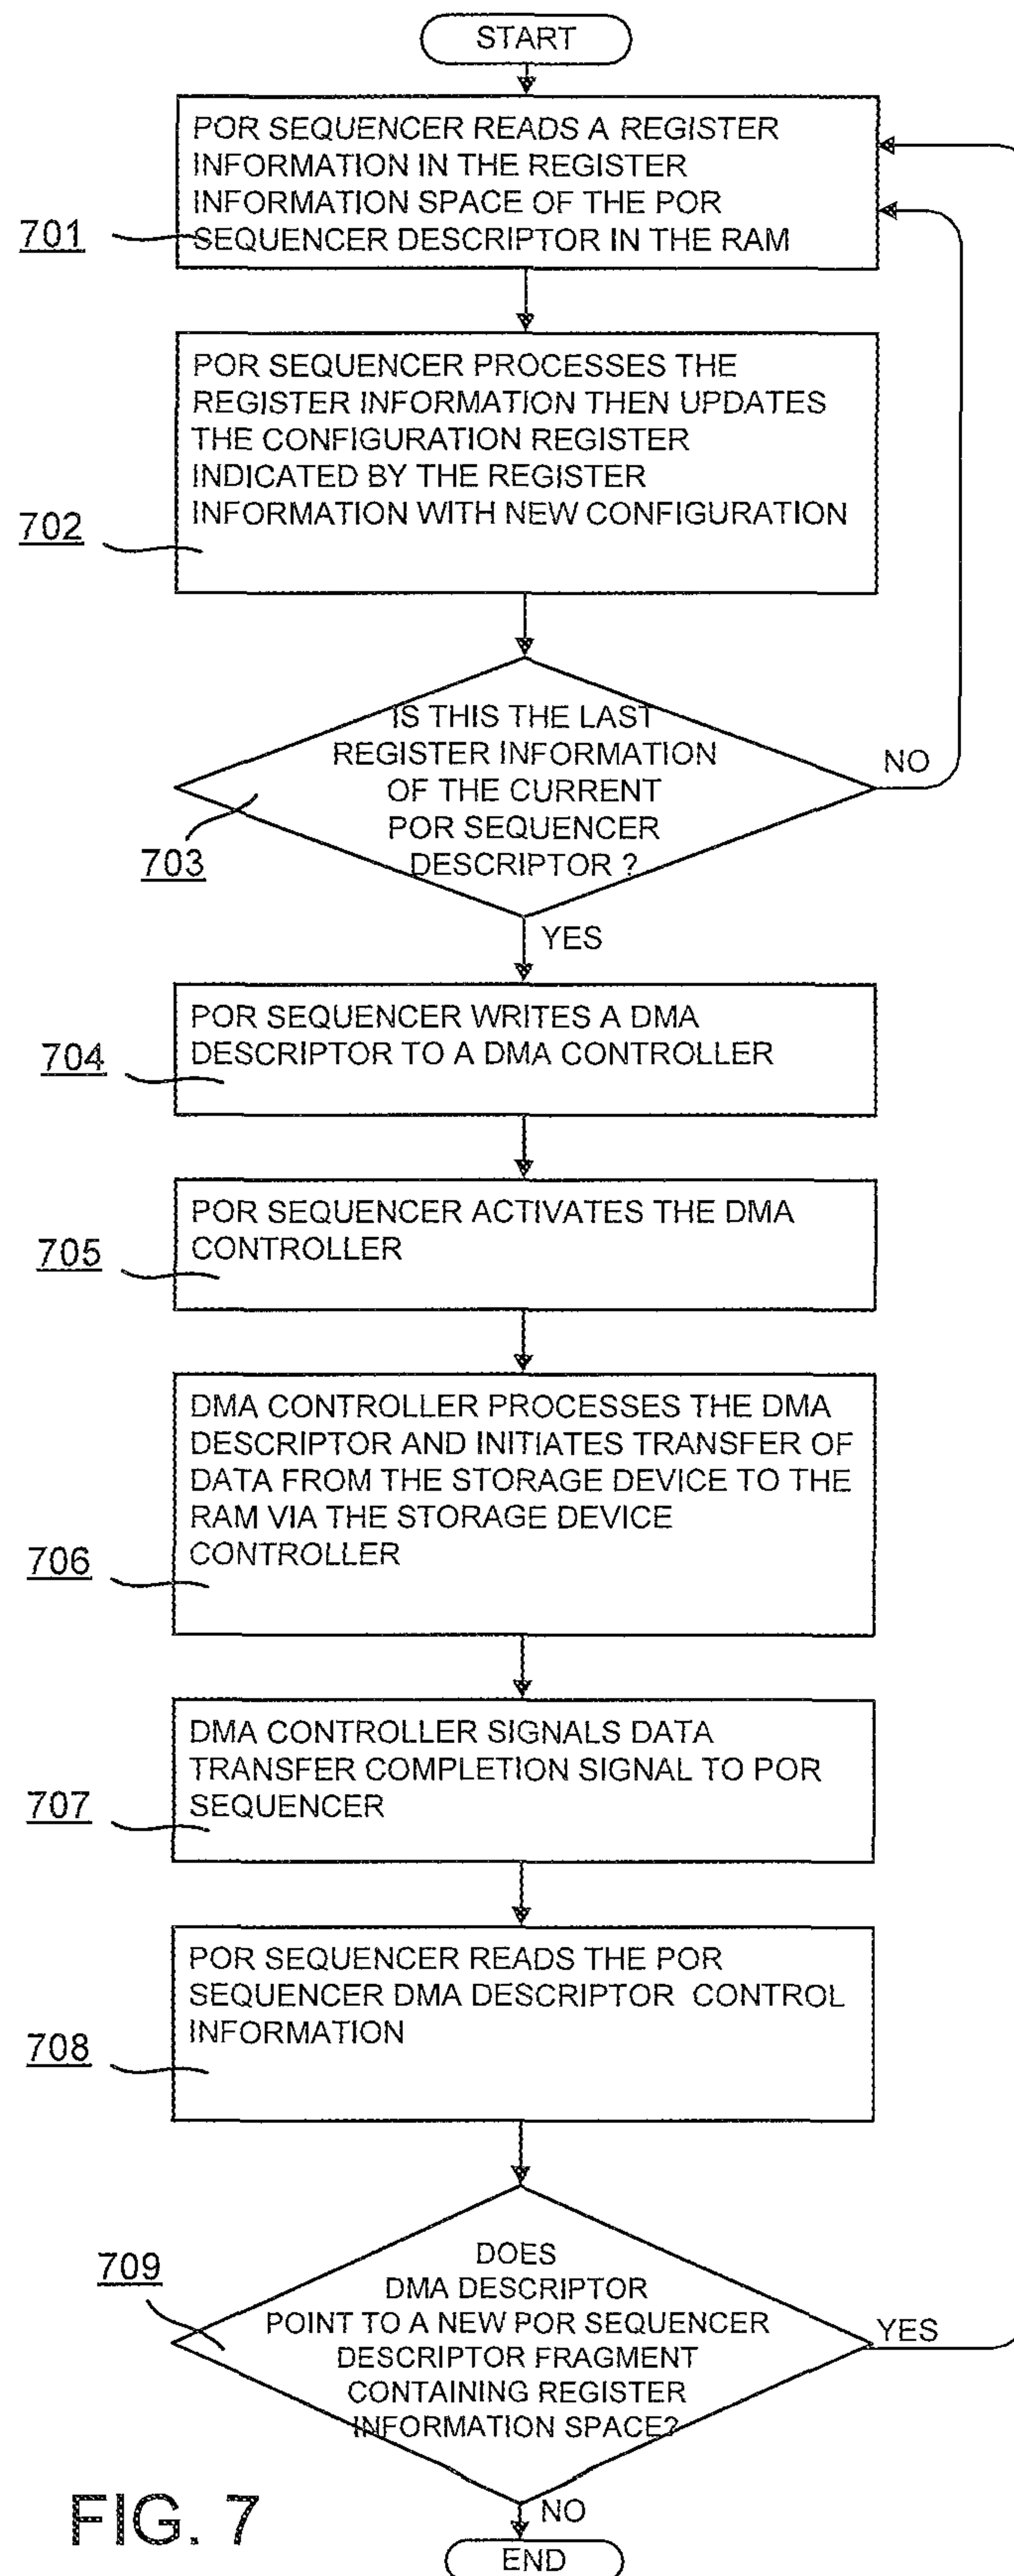 START
POR SEQUENCER READS A REGISTER
INFORMATION IN THE REGISTER
INFORMATION SPACE OF THE POR
SEQUENCER DESCRIPTOR IN THE RAM
701
POR SEQUENCER PROCESSES THE
REGISTER INFORMATION THEN UPDATES
THE CONFIGURATION REGISTER
INDICATED BY THE REGISTER
INFORMATION WITH NEW CONFIGURATION
702
IS THIS THE LAST
REGISTER INFORMATION
OF THE CURRENT
POR SEQUENCER
DESCRIPTOR ?
NO
703
YES
POR SEQUENCER WRITES A DMA
DESCRIPTOR TO A DMA CONTROLLER
704
POR SEQUENCER ACTIVATES THE DMA
CONTROLLER
705
DMA CONTROLLER PROCESSES THE DMA
DESCRIPTOR AND INITIATES TRANSFER OF
DATA FROM THE STORAGE DEVICE TO THE
RAM VIA THE STORAGE DEVICE
CONTROLLER
706
DMA CONTROLLER SIGNALS DATA
TRANSFER COMPLETION SIGNAL TO POR
SEQUENCER
707
POR SEQUENCER READS THE POR
SEQUENCER DMA DESCRIPTOR CONTROL
INFORMATION
708
709
DOES
DMA DESCRIPTOR
POINT TO A NEW POR SEQUENCER
DESCRIPTOR FRAGMENT
CONTAINING REGISTER
INFORMATION SPACE?
YES
NO
END
FIG. 7